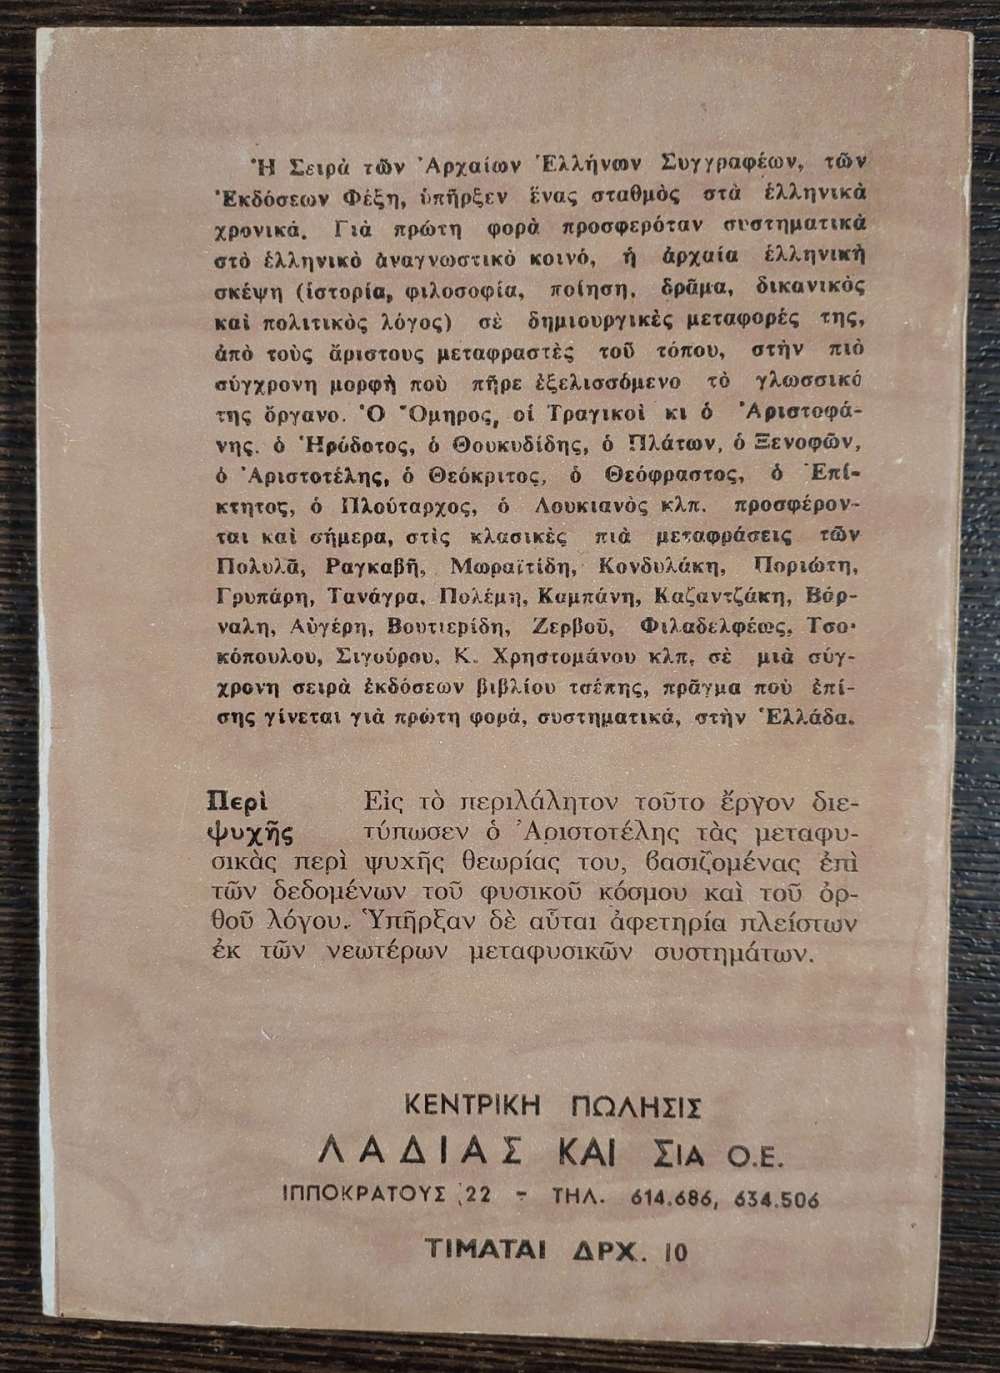 Ἡ Σειρὰ τῶν Ἀρχαίων Ἑλλήνων Συγγραφέων, τῶν
Ἐκδόσεων Φέξη, ὑπῆρξεν ἕνας σταθμὸς στὰ ἑλληνικὰ
χρονικά. Γιὰ πρώτη φορὰ προσφερόταν συστηματικὰ
στὸ ἑλληνικὸ ἀναγνωστικὸ κοινό, ἡ ἀρχαία ἑλληνικὴ
σκέψη (ἱστορία, φιλοσοφία, ποίηση, δρᾶμα, δικανικὸς
καὶ πολιτικὸς λόγος) σὲ δημιουργικὲς μεταφορές της,
ἀπὸ τοὺς ἄριστους μεταφραστὲς τοῦ τόπου, στὴν πιὸ
σύγχρονη μορφὴ ποὺ πῆρε ἐξελισσόμενο τὸ γλωσσικό
της ὄργανο. Ὁ Ὅμηρος, οἱ Τραγικοὶ κι ὁ Ἀριστοφά-
νης. ὁ Ἡρόδοτος, ὁ Θουκυδίδης, ὁ Πλάτων, ὁ Ξενοφῶν,
ὁ Ἀριστοτέλης, ὁ Θεόκριτος, ὁ Θεόφραστος, ὁ Ἐπί-
κτητος, ὁ Πλούταρχος, ὁ Λουκιανὸς κλπ. προσφέρον-
ται καὶ σήμερα, στὶς κλασικὲς πιὰ μεταφράσεις τῶν
Πολυλᾶ, Ραγκαβῆ, Μωραϊτίδη, Κονδυλάκη, Ποριώτη,
Γρυπάρη, Τανάγρα, Πολέμη, Καμπάνη, Καζαντζάκη, Βάρ-
ναλη, Αὐγέρη, Βουτιερίδη, Ζερβοῦ, Φιλαδελφέως, Τσο-
κόπουλου, Σιγούρου, Κ. Χρηστομάνου κλπ. σὲ μιὰ σύγ-
χρονη σειρὰ ἐκδόσεων βιβλίου τσέπης, πρᾶγμα ποὺ ἐπί-
σης γίνεται γιὰ πρώτη φορά, συστηματικά, στὴν Ἑλλάδα.
Περὶ Εἰς τὸ περιλάλητον τοῦτο ἔργον διε-
ψυχῆς τύπωσεν ὁ Ἀριστοτέλης τὰς μεταφυ-
σικὰς περὶ ψυχῆς θεωρίας του, βασιζομένας ἐπὶ
τῶν δεδομένων τοῦ φυσικοῦ κόσμου καὶ τοῦ ὀρ-
θοῦ λόγου. Ὑπῆρξαν δὲ αὗται ἀφετηρία πλείστων
ἐκ τῶν νεωτέρων μεταφυσικῶν συστημάτων.
ΚΕΝΤΡΙΚΗ ΠΩΛΗΣΙΣ
ΛΑΔΙΑΣ ΚΑΙ ΣΙΑ Ο.Ε.
ΙΠΠΟΚΡΑΤΟΥΣ 22 - ΤΗΛ. 614.686, 634.506
ΤΙΜΑΤΑΙ ΔΡΧ. 10